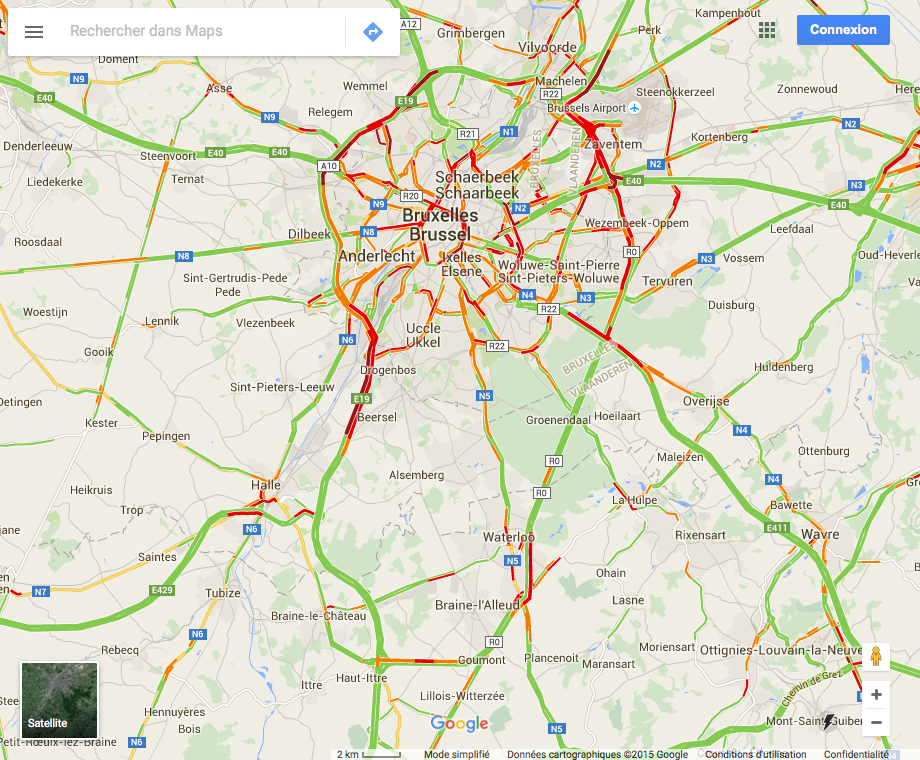 Rechercher dans Maps
Connexion
A12
Kampenhout
Grimbergen
Perk
Vilvoorde
Doment
N9
Machelen
Asse
Wemmel
R22
Steenokkerzeel
Zonnewoud
E40
E19
Brussels Airport
Relegem
N9
N1
R21
N2
Kortenberg
Denderleeuw
Zaventem
Steenvoort
E40
E40
A10
BRUXELLES
VLAANDEREN
N2
Liedekerke
Ternat
Schaerbeek
Schaarbeek
E40
N3
R20
N9
N2
E40
Bruxelles
Brussel
Wezembeek-Oppem
Leefdal
N8
Dilbeek
Roosdaal
N8
Anderlecht
Ixelles
Elsene
R0
N3
Vossem
Oud-Heverle
Woluwe-Saint-Pierre
Sint-Pieters-Woluwe
Sint-Gertrudis-Pede
Pede
Tervuren
N4
N3
Duisburg
Woestijn
Lennik
Vlezenbeek
R22
Uccle
Ukkel
N6
R22
Gooik
BRUXELLES
VLAANDEREN
Drogenbos
Huldenberg
Sint-Pieters-Leeuw
N5
E19
Overijse
Beersel
Groenendaal
Hoeilaart
Kester
Pepingen
N4
Ottenburg
Maleizen
R0
Alsemberg
N4
Halle
Heikruis
R0
La Hulpe
Bawette
Trop
N6
E411
Waterloo
Rixensart
Wavre
Saintes
N5
Ohain
N7
E429
Tubize
Lasne
Braine-l'Alleud
Braine-le-Château
N6
Rebecq
R0
Moriensart
Ottignies-Louvain-la-Neuve
Goumont
Plancenoit
Maransart
Haut-Ittre
Ittre
Chemin de Grez
Lillois-Witterzée
Satellite
Hennuyères
Bois
Google
Mont-Saint-Guibert
N5
N6
Petit-Rœulx-lez-Braine
2 km
Mode simplifié
Données cartographiques ©2015 Google
Conditions d'utilisation
Confidentialité